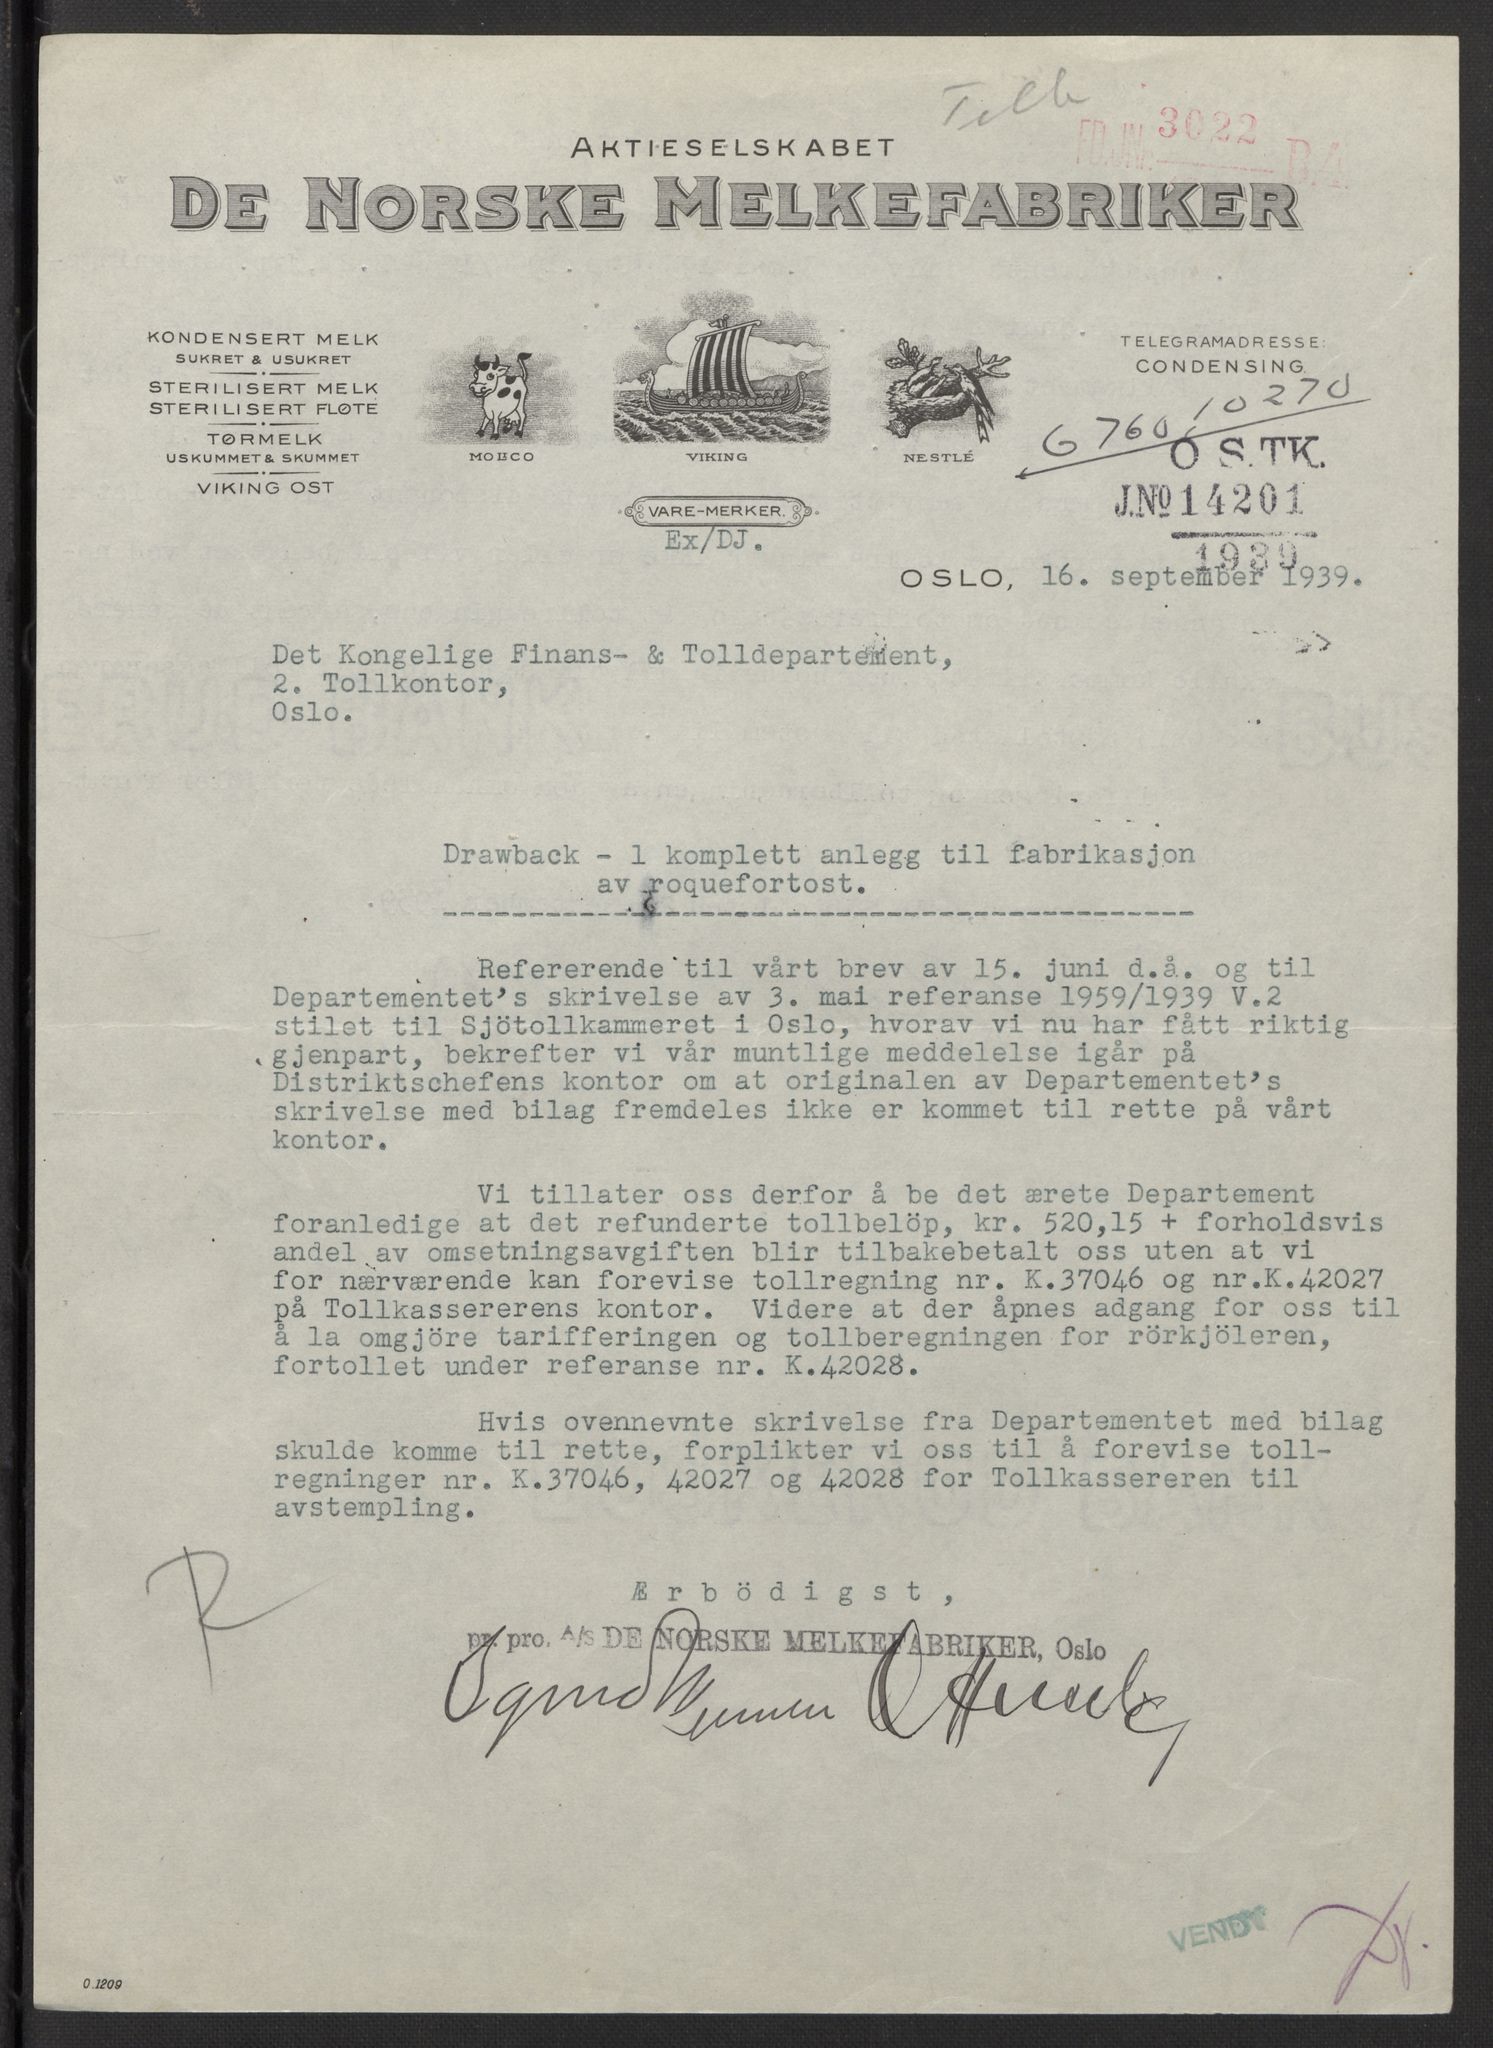 AKTIESELSKABET
DE NORSKE MELKEFABRIKER
FD.JNr. 3022 BA.
KONDENSERT MELK
SUKRET & USUKRET
STERILISERT MELK
STERILISERT FLØTE
TØRMELK
USKUMMET & SKUMMET
VIKING OST
MOLICO
VIKING
NESTLÉ
VARE-MERKER.
TELEGRAMADRESSE:
CONDENSING.
6760/10270
O S.TK.
J.No 14201
1939
Ex/DJ.
OSLO, 16. september 1939.
Det Kongelige Finans- & Tolldepartement,
2. Tollkontor,
Oslo.
Drawback - 1 komplett anlegg til fabrikasjon
av roquefortost.
Refererende til vårt brev av 15. juni d.å. og til
Departementet's skrivelse av 3. mai referanse 1959/1939 V.2
stilet til Sjötollkammeret i Oslo, hvorav vi nu har fått riktig
gjenpart, bekrefter vi vår muntlige meddelelse igår på
Distriktschefens kontor om at originalen av Departementet's
skrivelse med bilag fremdeles ikke er kommet til rette på vårt
kontor.
Vi tillater oss derfor å be det ærete Departement
foranledige at det refunderte tollbelöp, kr. 520,15 + forholdsvis
andel av omsetningsavgiften blir tilbakebetalt oss uten at vi
for nærværende kan forevise tollregning nr. K.37046 og nr.K.42027
på Tollkassererens kontor. Videre at der åpnes adgang for oss til
å la omgjöre tarifferingen og tollberegningen for rörkjöleren,
fortollet under referanse nr. K.42028.
Hvis ovennevnte skrivelse fra Departementet med bilag
skulde komme til rette, forplikter vi oss til å forevise toll-
regninger nr. K.37046, 42027 og 42028 for Tollkassereren til
avstempling.
Ærbödigst,
pr. pro. A/S DE NORSKE MELKEFABRIKER, Oslo
R
VENDT
O.1209